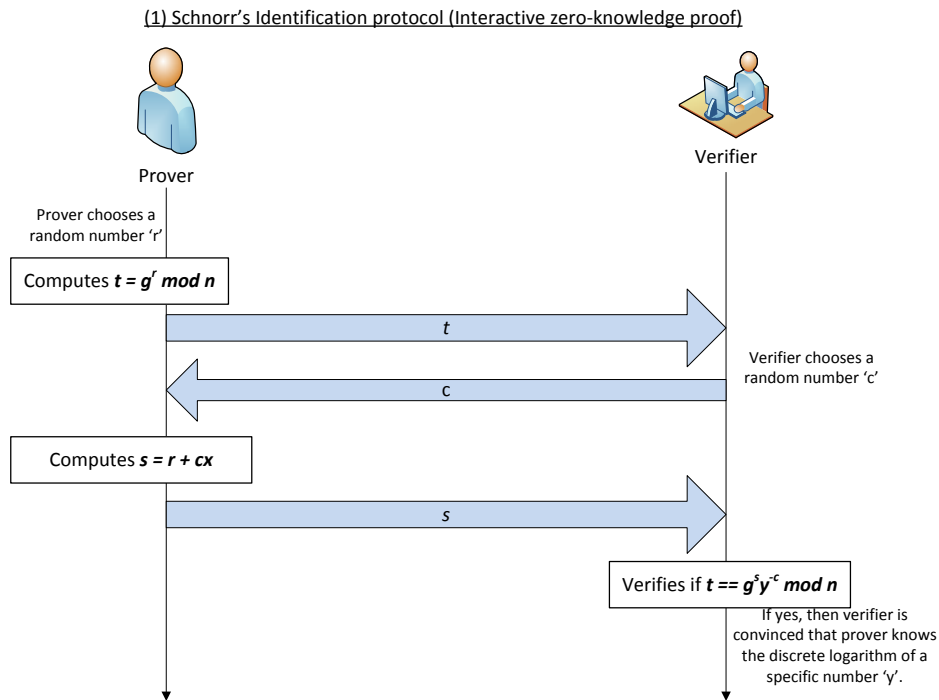 (1) Schnorr's Identification protocol (Interactive zero-knowledge proof)
Prover
Verifier
Prover chooses a
random number ‘r’
Computes t = g^r mod n
t
Verifier chooses a
random number ‘c’
c
Computes s = r + cx
s
Verifies if t == g^s y^-c mod n
If yes, then verifier is
convinced that prover knows
the discrete logarithm of a
specific number ‘y’.